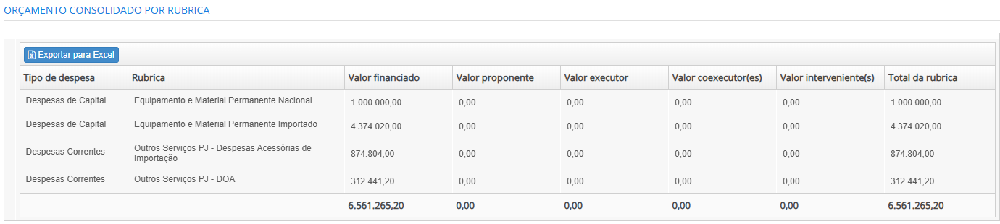 ORÇAMENTO CONSOLIDADO POR RUBRICA
Exportar para Excel
Tipo de despesa Rubrica Valor financiado Valor proponente Valor executor Valor coexecutor(es) Valor interveniente(s) Total da rubrica
Despesas de Capital Equipamento e Material Permanente Nacional 1.000.000,00 0,00 0,00 0,00 0,00 1.000.000,00
Despesas de Capital Equipamento e Material Permanente Importado 4.374.020,00 0,00 0,00 0,00 0,00 4.374.020,00
Despesas Correntes Outros Serviços PJ - Despesas Acessórias de
Importação 874.804,00 0,00 0,00 0,00 0,00 874.804,00
Despesas Correntes Outros Serviços PJ - DOA 312.441,20 0,00 0,00 0,00 0,00 312.441,20
6.561.265,20 0,00 0,00 0,00 0,00 6.561.265,20